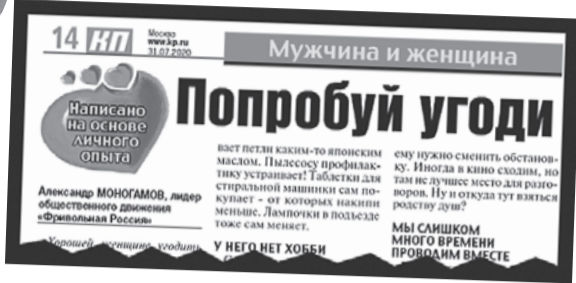 14 КП
Москва
www.kp.ru
31.07.2020
Мужчина и женщина
Попробуй угоди
Написано
на основе
личного
опыта
Александр МОНОГАМОВ, лидер
общественного движения
«Фривольная Россия»
Хорошей женщине угодить
вает петли каким-то японским
маслом. Пылесосу профилак-
тику устраивает! Таблетки для
стиральной машинки сам по-
купает - от которых накипи
меньше. Лампочки в подъезде
тоже сам меняет.
У НЕГО НЕТ ХОББИ
ему нужно сменить обстанов-
ку. Иногда в кино сходим, но
там не лучшее место для разго-
воров. Ну и откуда тут взяться
родству душ?
МЫ СЛИШКОМ
МНОГО ВРЕМЕНИ
ПРОВОДИМ ВМЕСТЕ